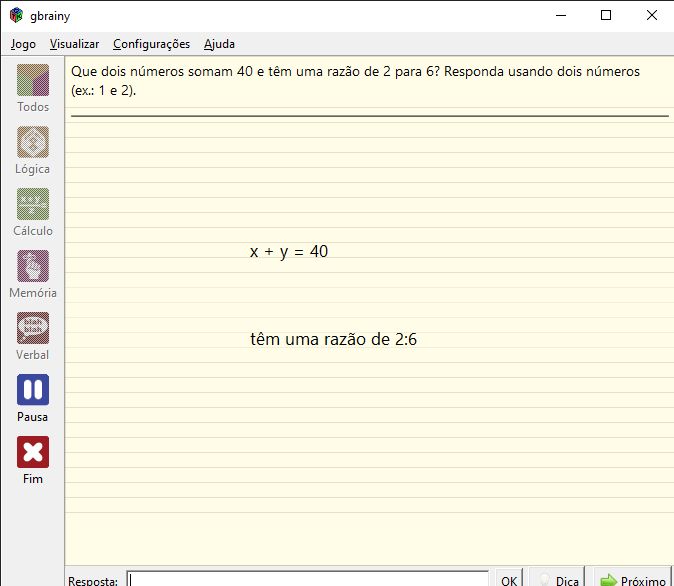 gbrainy
Jogo Visualizar Configurações Ajuda
Que dois números somam 40 e têm uma razão de 2 para 6? Responda usando dois números
(ex.: 1 e 2).
Todos
Lógica
x + y = 40
Cálculo
Memória
têm uma razão de 2:6
blah
blah
Verbal
Pausa
Fim
Resposta: OK Dica Próximo